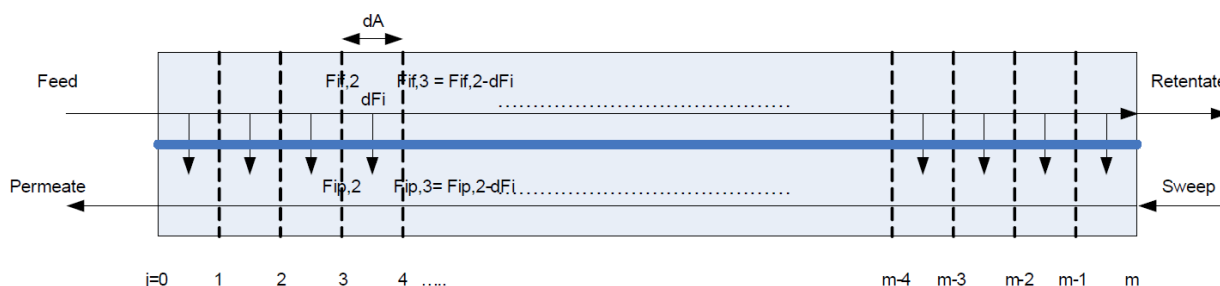 dA
Feed
Fif,2
Fif,3 = Fif,2-dFi
Retentate
dFi
Permeate
Fip,2
Fip,3= Fip,2-dFi
Sweep
i=0 1 2 3 4 ..... m-4 m-3 m-2 m-1 m